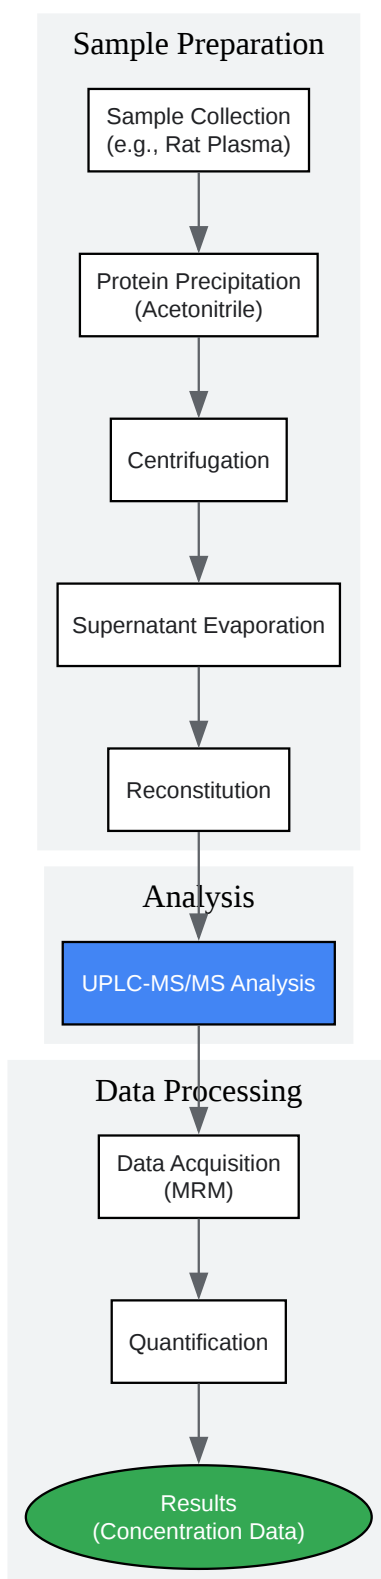 Sample Preparation
Sample Collection
(e.g., Rat Plasma)
Protein Precipitation
(Acetonitrile)
Centrifugation
Supernatant Evaporation
Reconstitution
Analysis
UPLC-MS/MS Analysis
Data Processing
Data Acquisition
(MRM)
Quantification
Results
(Concentration Data)